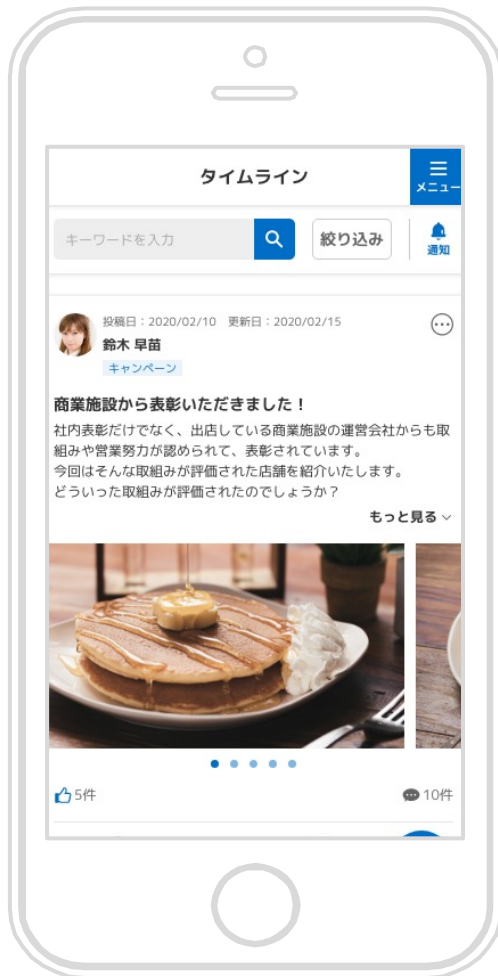 タイムライン
メニュー
キーワードを入力
絞り込み
通知
投稿日：2020/02/10 更新日：2020/02/15
鈴木 早苗
キャンペーン
商業施設から表彰いただきました！
社内表彰だけでなく、出店している商業施設の運営会社からも取
組みや営業努力が認められて、表彰されています。
今回はそんな取組みが評価された店舗を紹介いたします。
どういった取組みが評価されたのでしょうか？
もっと見る
5件
10件